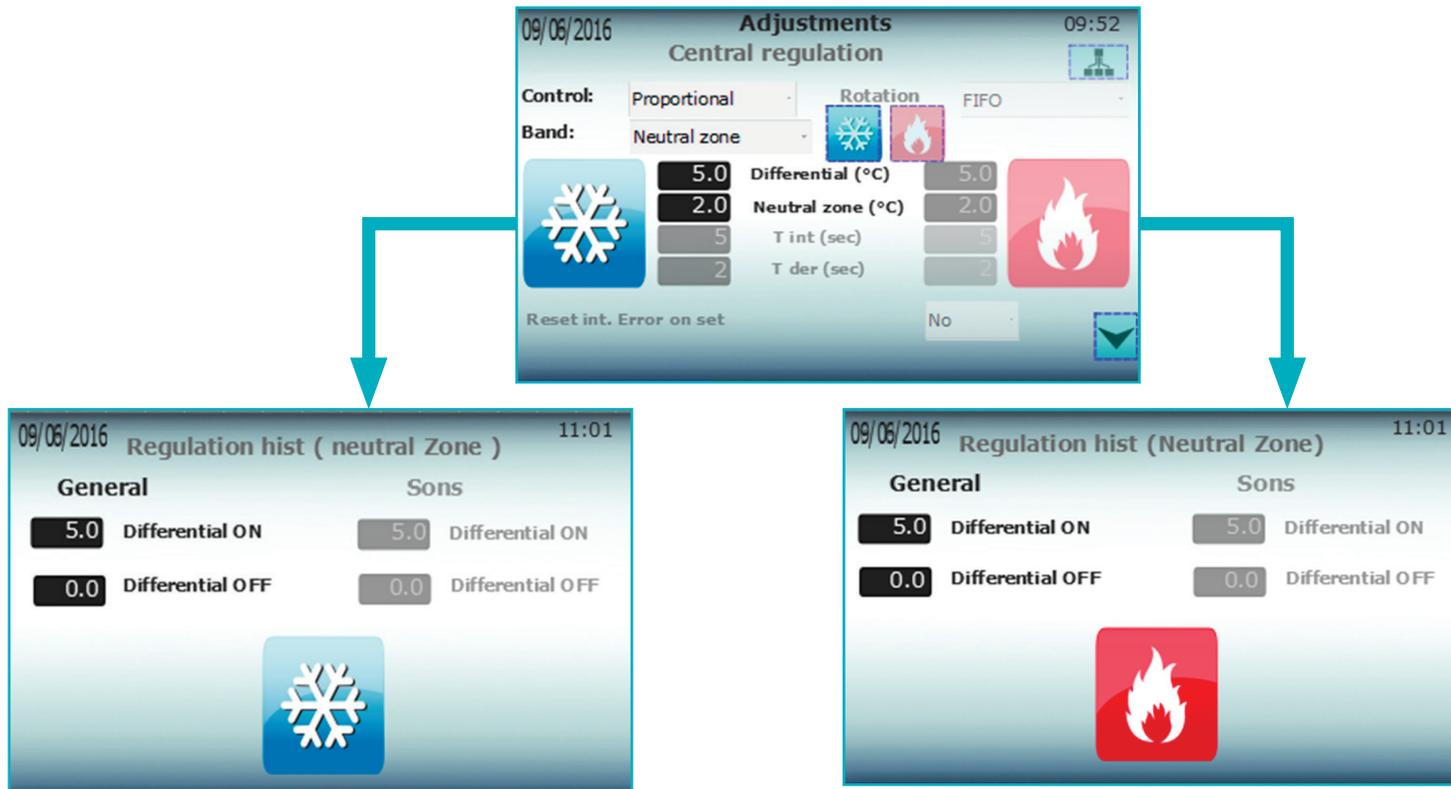 09/06/2016 Adjustments 09:52
Central regulation
Control: Proportional Rotation FIFO
Band: Neutral zone
5.0 Differential (°C) 5.0
2.0 Neutral zone (°C) 2.0
5 T int (sec) 5
2 T der (sec) 2
Reset int. Error on set No
09/06/2016 Regulation hist ( neutral Zone ) 11:01
General Sons
5.0 Differential ON 5.0 Differential ON
0.0 Differential OFF 0.0 Differential OFF
09/06/2016 Regulation hist (Neutral Zone) 11:01
General Sons
5.0 Differential ON 5.0 Differential ON
0.0 Differential OFF 0.0 Differential OFF